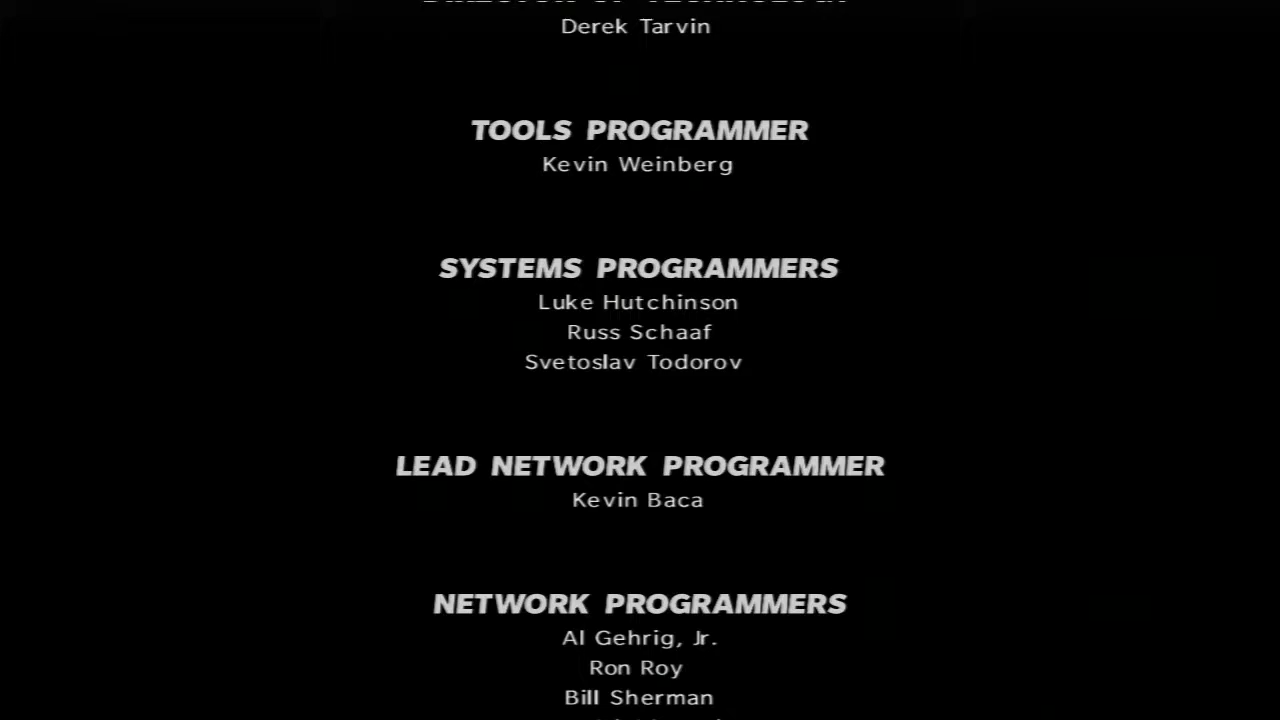 Derek Tarvin
TOOLS PROGRAMMER
Kevin Weinberg
SYSTEMS PROGRAMMERS
Luke Hutchinson
Russ Schaaf
Svetoslav Todorov
LEAD NETWORK PROGRAMMER
Kevin Baca
NETWORK PROGRAMMERS
Al Gehrig, Jr.
Ron Roy
Bill Sherman